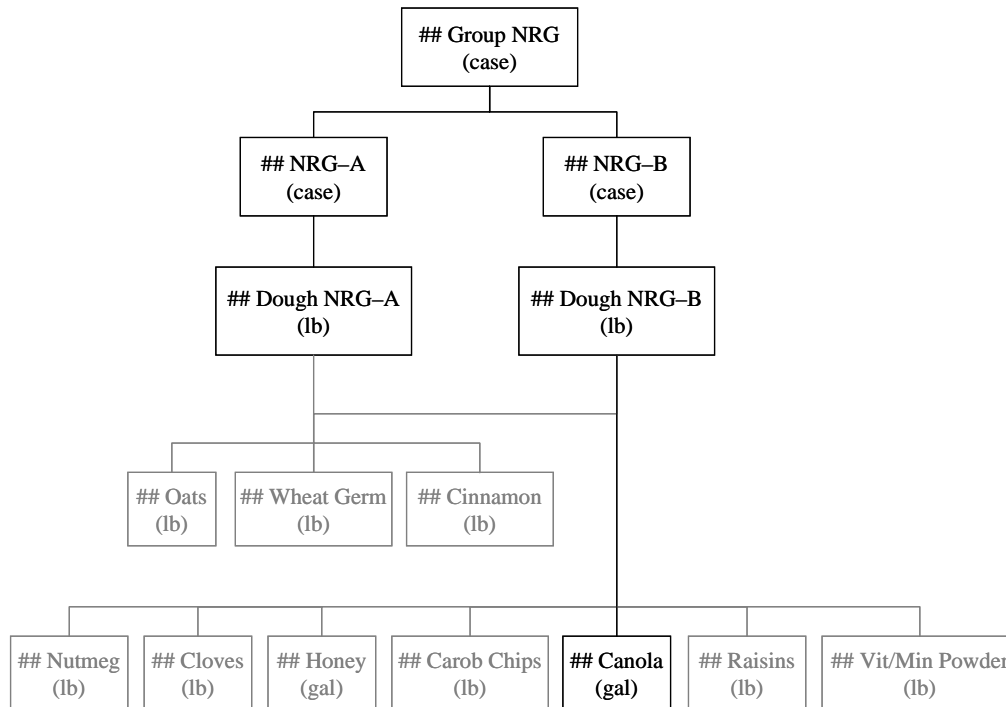 ## Group NRG
(case)
## NRG–A
(case)
## NRG–B
(case)
## Dough NRG–A
(lb)
## Dough NRG–B
(lb)
## Oats
(lb)
## Wheat Germ
(lb)
## Cinnamon
(lb)
## Nutmeg
(lb)
## Cloves
(lb)
## Honey
(gal)
## Carob Chips
(lb)
## Canola
(gal)
## Raisins
(lb)
## Vit/Min Powder
(lb)